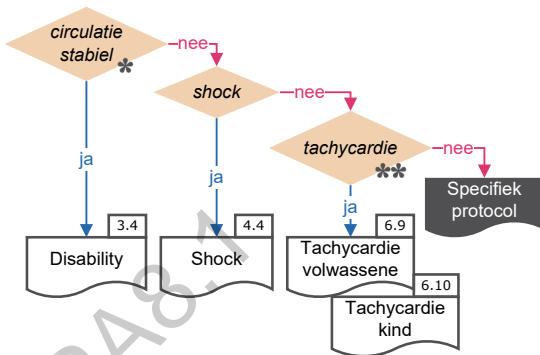 circulatie
stabiel *
nee
shock
nee
tachycardie
**
nee
ja
ja
ja
Specifiek
protocol
3.4
Disability
4.4
Shock
6.9
Tachycardie
volwassene
6.10
Tachycardie
kind